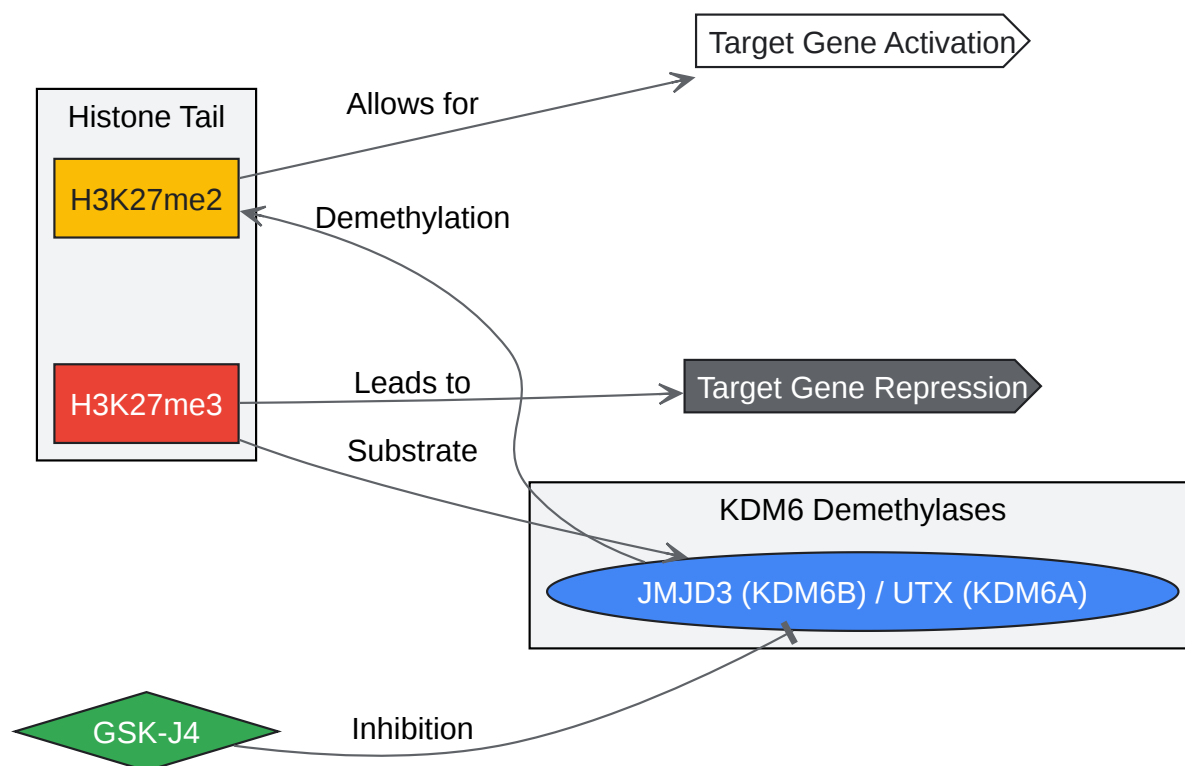 Target Gene Activation
Allows for
Histone Tail
H3K27me2
Demethylation
H3K27me3
Leads to
Target Gene Repression
Substrate
KDM6 Demethylases
JMJD3 (KDM6B) / UTX (KDM6A)
GSK-J4
Inhibition